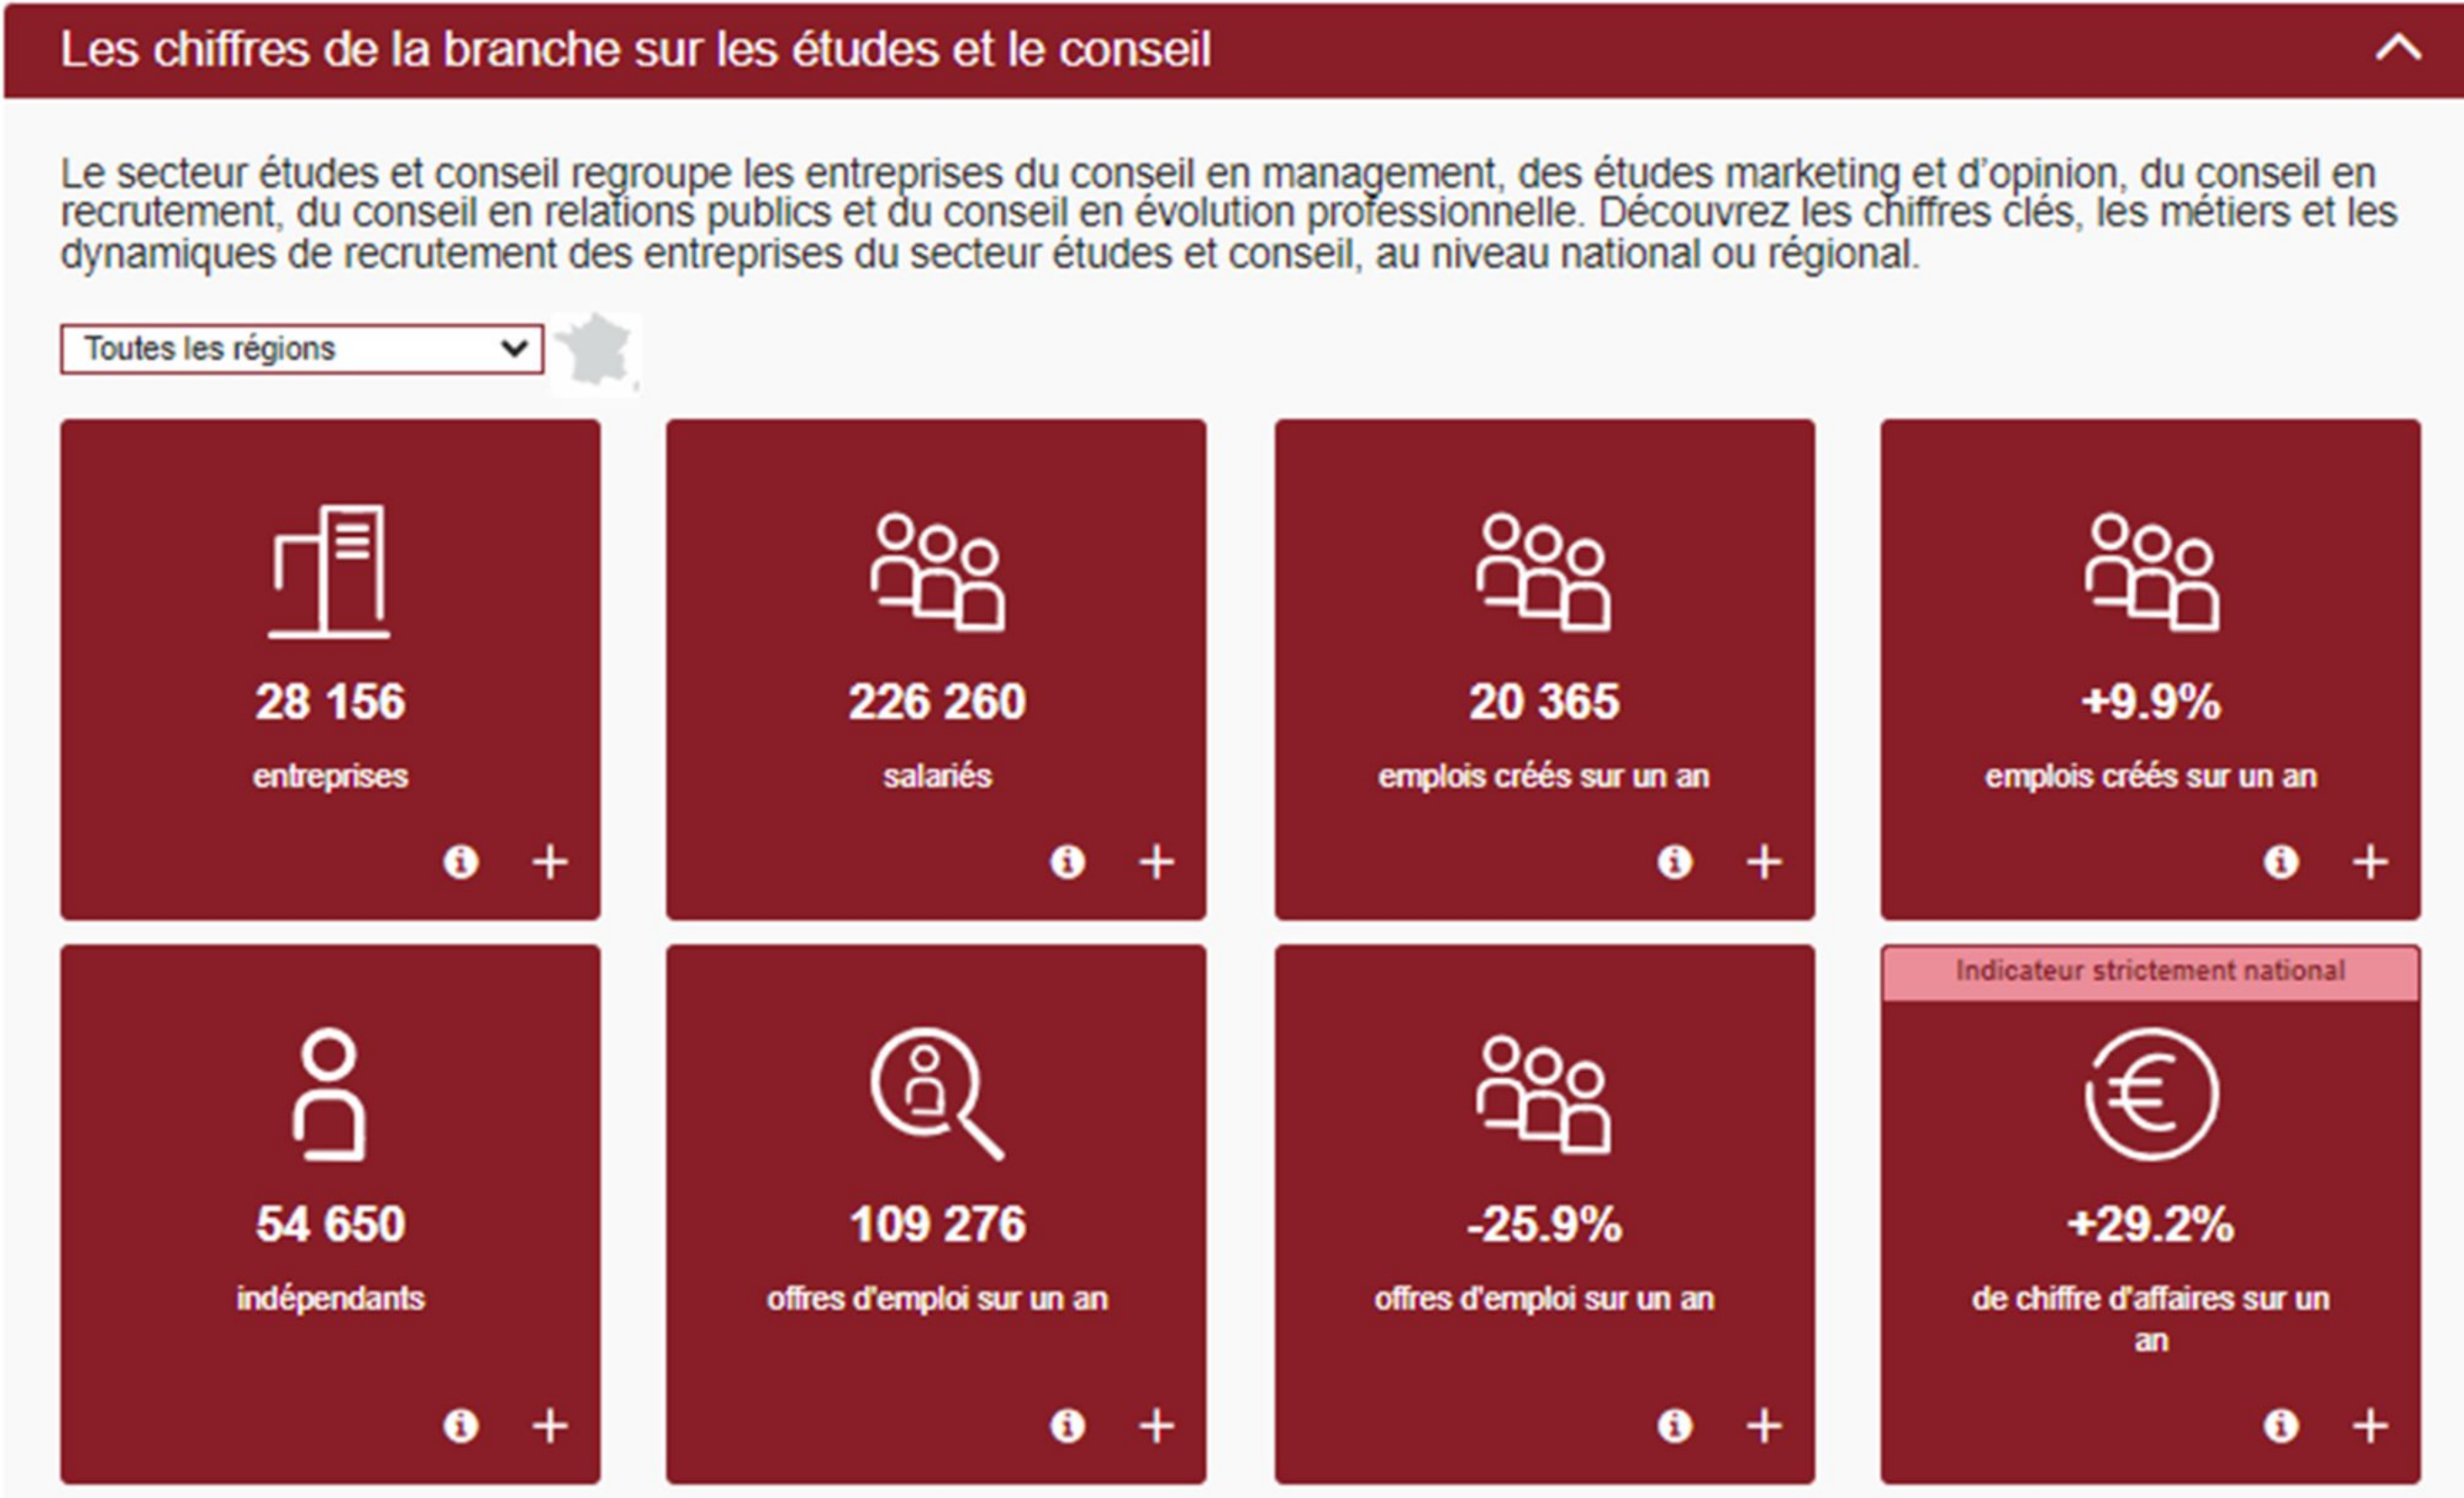 Les chiffres de la branche sur les études et le conseil
Le secteur études et conseil regroupe les entreprises du conseil en management, des études marketing et d'opinion, du conseil en
recrutement, du conseil en relations publics et du conseil en évolution professionnelle. Découvrez les chiffres clés, les métiers et les
dynamiques de recrutement des entreprises du secteur études et conseil, au niveau national ou régional.
Toutes les régions
28 156
entreprises
226 260
salariés
20 365
emplois créés sur un an
+9.9%
emplois créés sur un an
54 650
indépendants
109 276
offres d'emploi sur un an
-25.9%
offres d'emploi sur un an
Indicateur strictement national
+29.2%
de chiffre d'affaires sur un
an